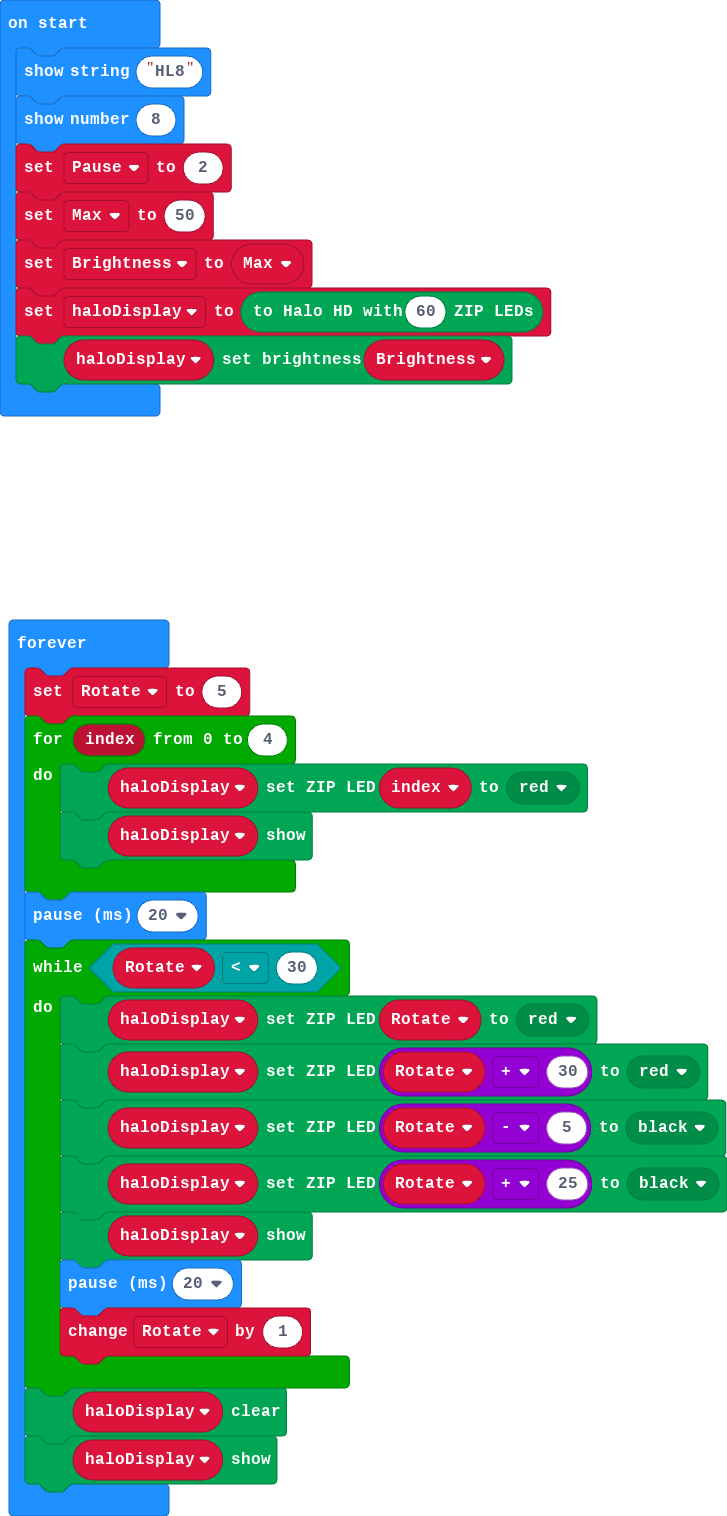 on start
show string "HL8"
show number 8
set Pause to 2
set Max to 50
set Brightness to Max
set haloDisplay to to Halo HD with 60 ZIP LEDs
haloDisplay set brightness Brightness
forever
set Rotate to 5
for index from 0 to 4
do haloDisplay set ZIP LED index to red
haloDisplay show
pause (ms) 20
while Rotate < 30
do haloDisplay set ZIP LED Rotate to red
haloDisplay set ZIP LED Rotate + 30 to red
haloDisplay set ZIP LED Rotate - 5 to black
haloDisplay set ZIP LED Rotate + 25 to black
haloDisplay show
pause (ms) 20
change Rotate by 1
haloDisplay clear
haloDisplay show